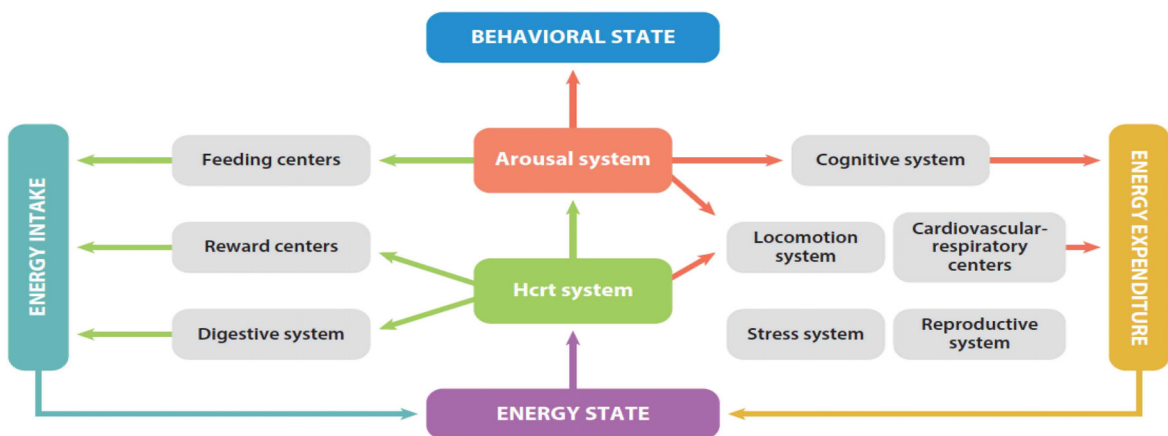 BEHAVIORAL STATE
ENERGY INTAKE
Feeding centers
Arousal system
Cognitive system
ENERGY EXPENDITURE
Reward centers
Hcrt system
Locomotion
system
Cardiovascular-
respiratory
centers
Digestive system
Stress system
Reproductive
system
ENERGY STATE